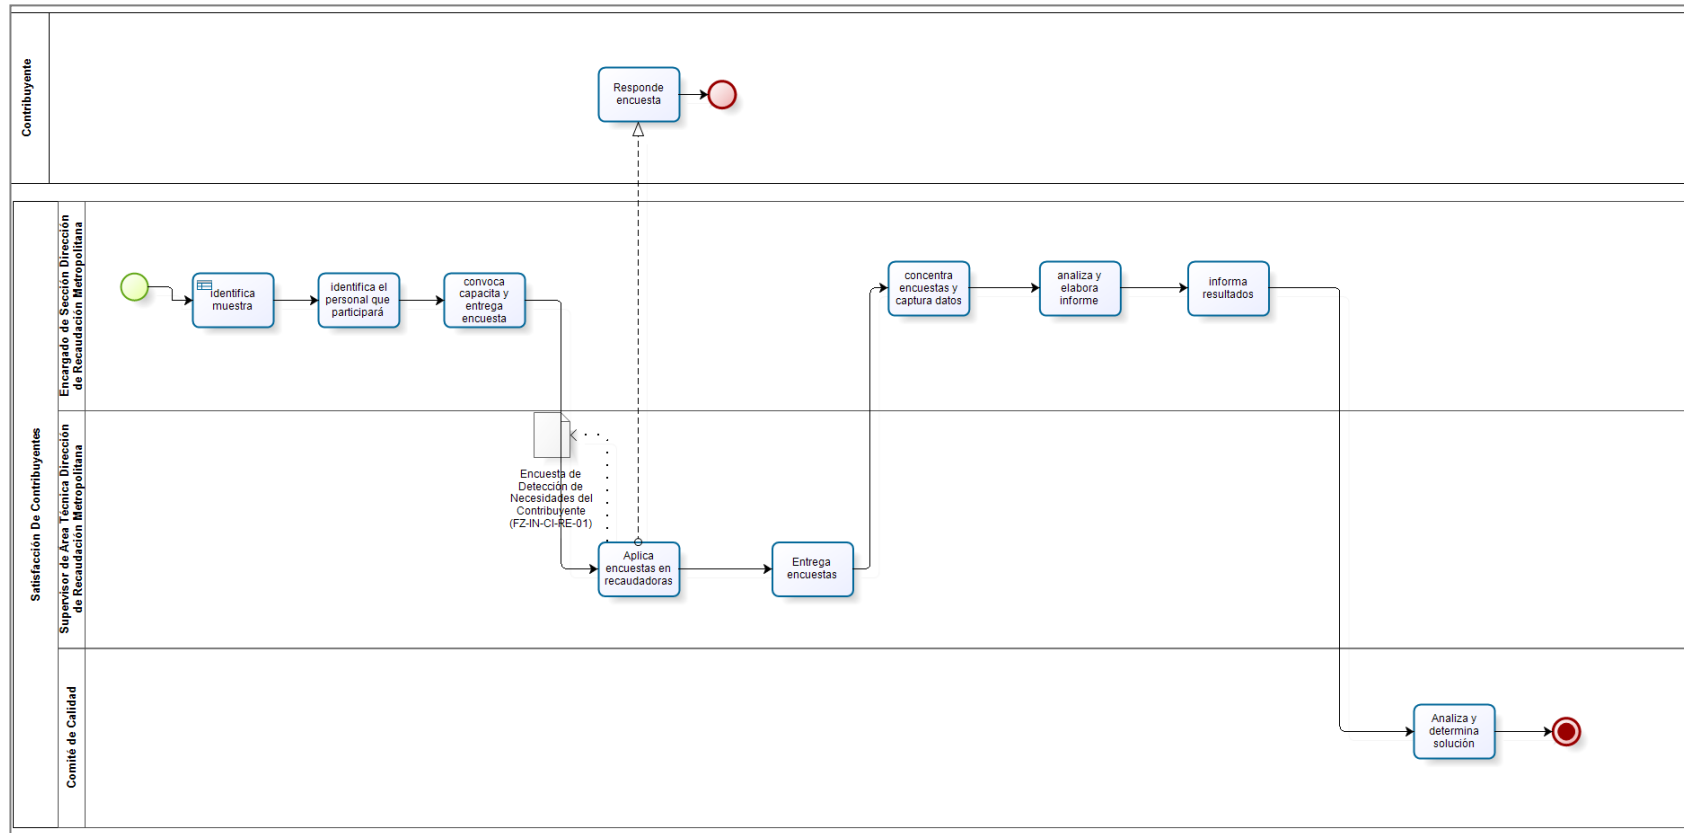 Contribuyente
Responde
encuesta
Satisfacción De Contribuyentes
Encargado de Sección Dirección
de Recaudación Metropolitana
identifica
muestra
identifica el
personal que
participará
convoca
capacita y
entrega
encuesta
concentra
encuestas y
captura datos
analiza y
elabora
informe
informa
resultados
Supervisor de Área Técnica Dirección
de Recaudación Metropolitana
Encuesta de
Detección de
Necesidades del
Contribuyente
(FZ-IN-CI-RE-01)
Aplica
encuestas en
recaudadoras
Entrega
encuestas
Comité de Calidad
Analiza y
determina
solución